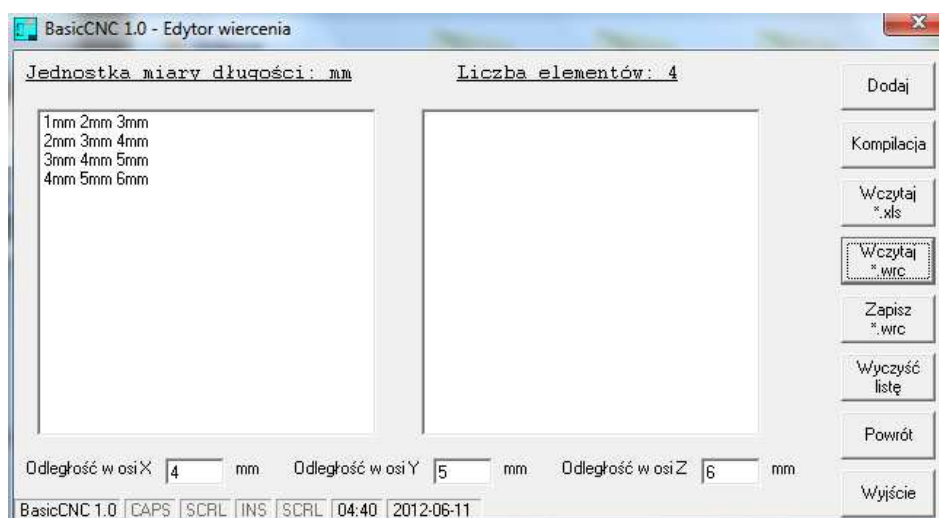 BasicCNC 1.0 - Edytor wiercenia
Jednostka miary długości: mm
Liczba elementów: 4
1mm 2mm 3mm
2mm 3mm 4mm
3mm 4mm 5mm
4mm 5mm 6mm
Dodaj
Kompilacja
Wczytaj
*.xls
Wczytaj
*.wrc
Zapisz
*.wrc
Wyczyść
listę
Powrót
Wyjście
Odległość w osi X 4 mm
Odległość w osi Y 5 mm
Odległość w osi Z 6 mm
BasicCNC 1.0 CAPS SCRL INS SCRL 04:40 2012-06-11